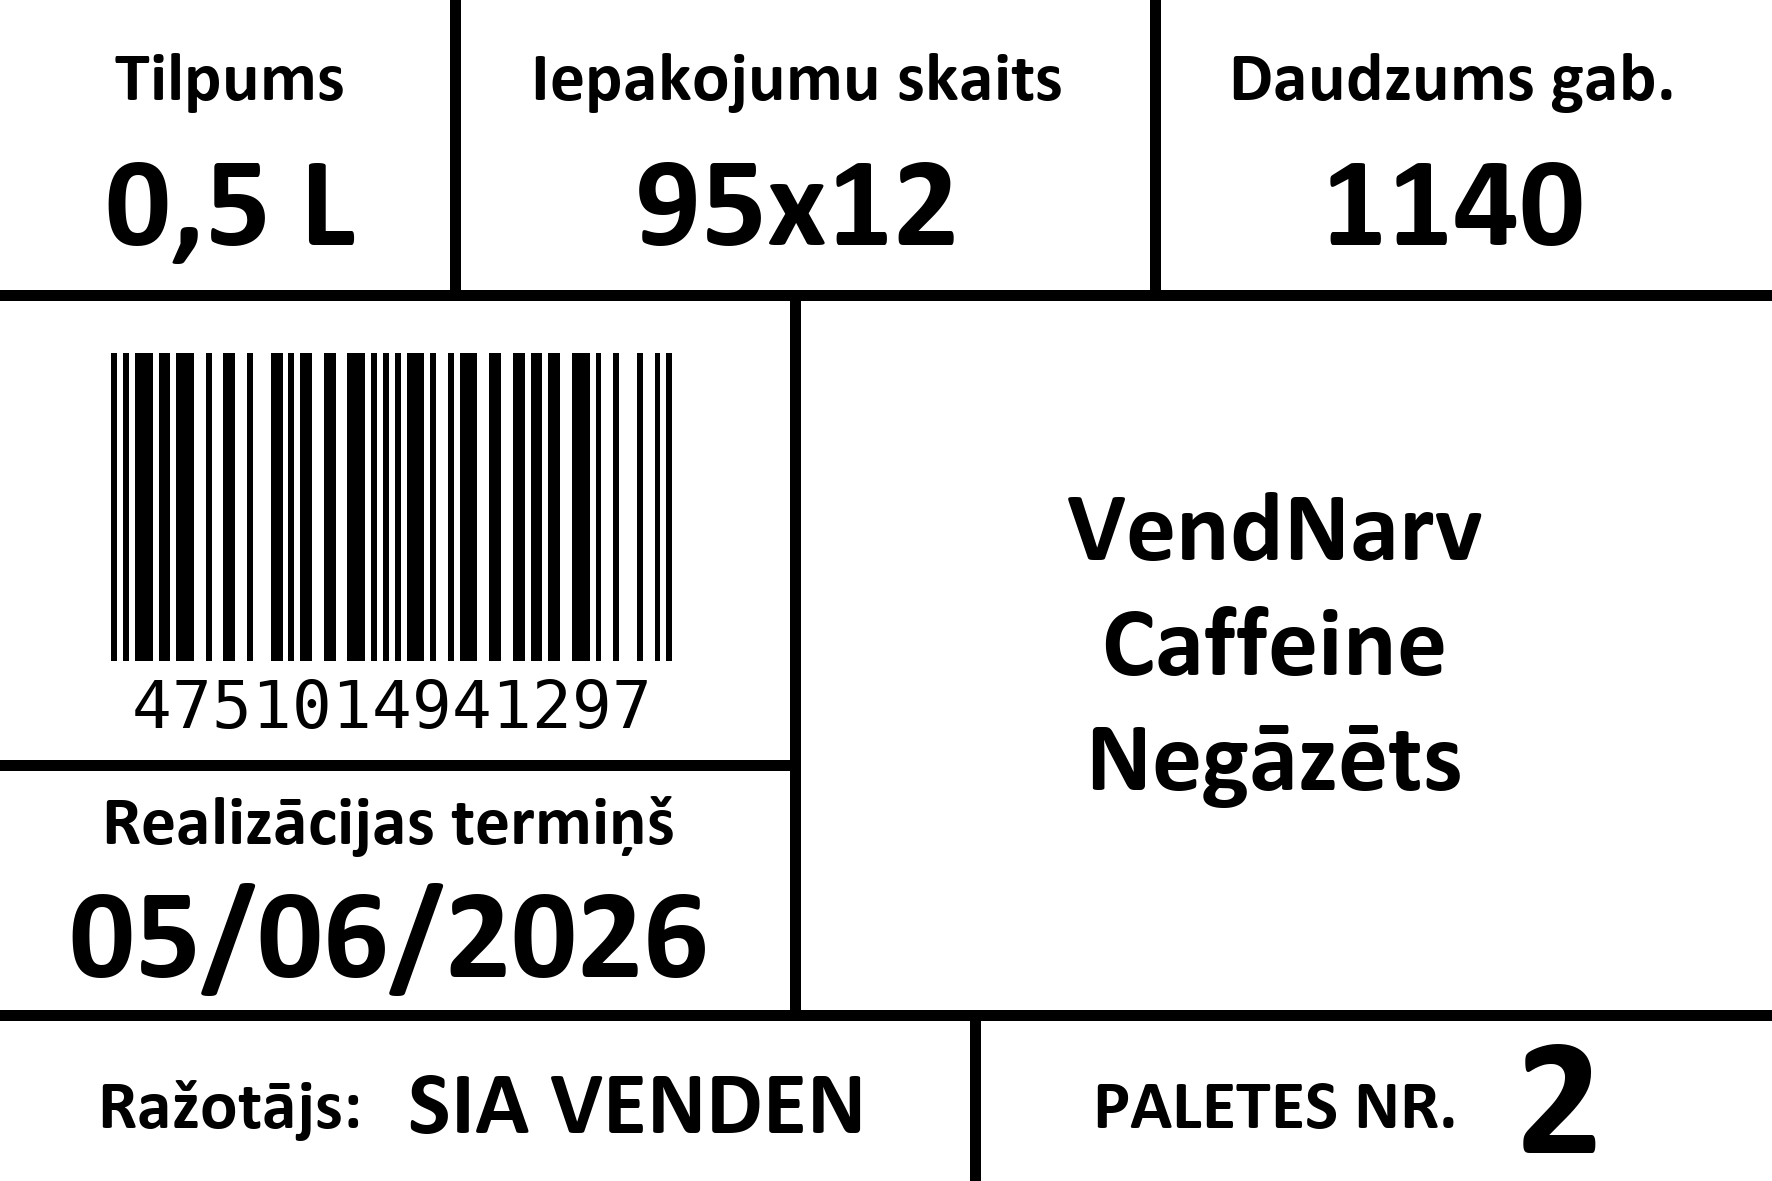 Tilpums
0,5 L
Iepakojumu skaits
95x12
Daudzums gab.
1140
4751014941297
VendNarv
Caffeine
Negāzēts
Realizācijas termiņš
05/06/2026
Ražotājs: SIA VENDEN
PALETES NR. 2